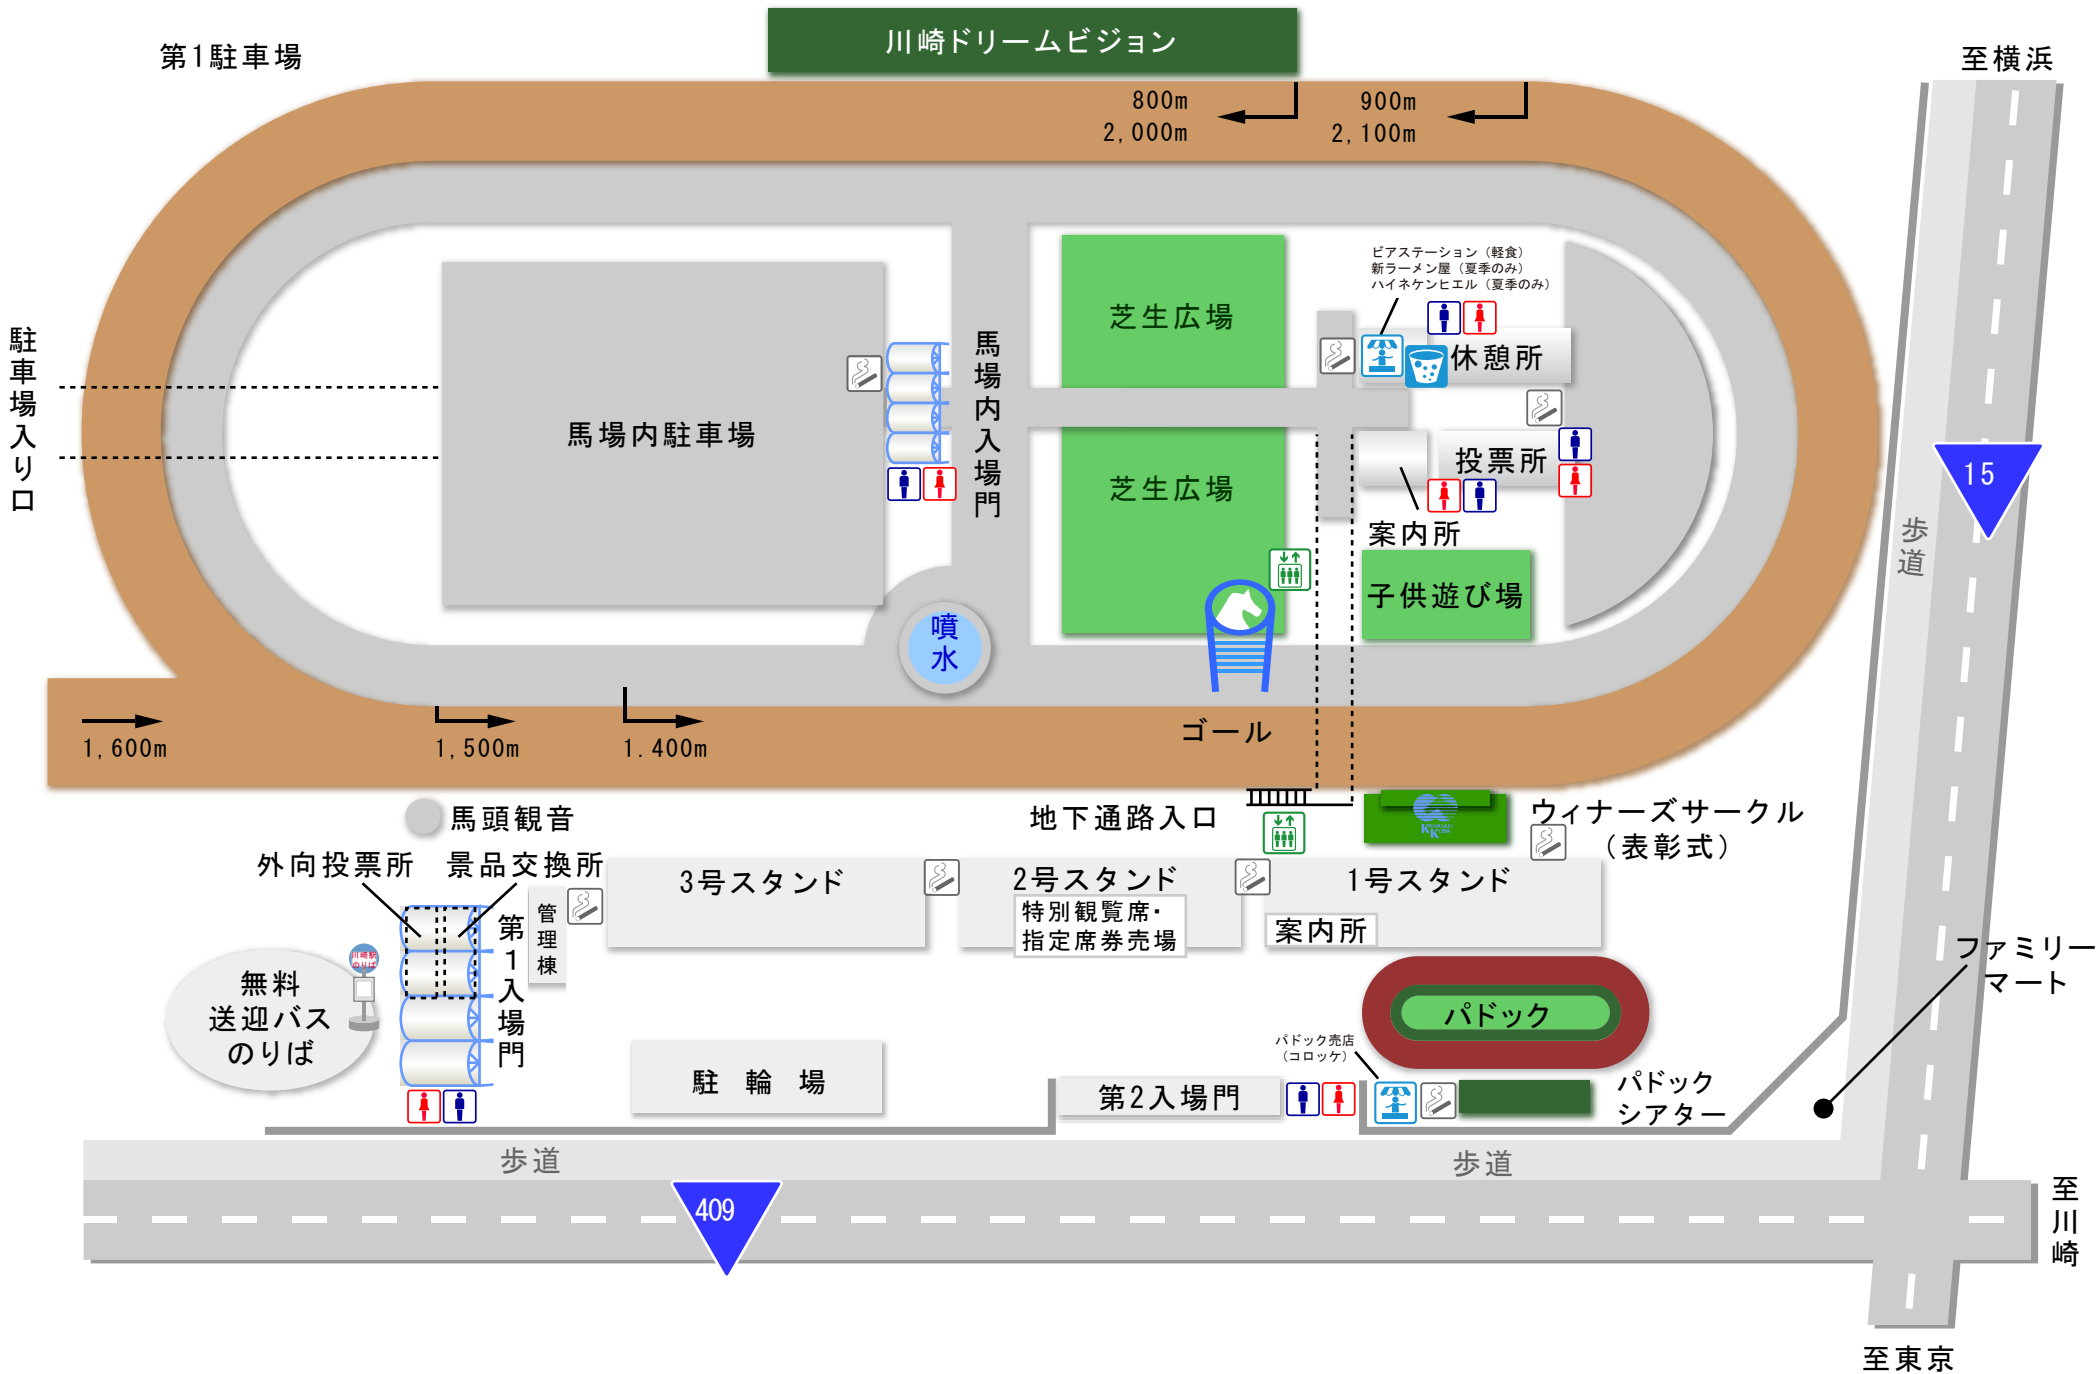 川崎ドリームビジョン
第1駐車場
至横浜
800m
2,000m
900m
2,100m
ビアステーション（軽食）
新ラーメン屋（夏季のみ）
ハイネケンヒエル（夏季のみ）
芝生広場
休憩所
駐車場入り口
馬場内駐車場
馬場内入場門
芝生広場
投票所
案内所
15
歩道
子供遊び場
噴水
ゴール
1,600m
1,500m
1.400m
馬頭観音
地下通路入口
ウィナーズサークル
（表彰式）
外向投票所
景品交換所
3号スタンド
2号スタンド
特別観覧席・
指定席券売場
1号スタンド
案内所
管理棟
第1入場門
川崎駅
のりば
無料
送迎バス
のりば
ファミリー
マート
パドック
パドック売店
（コロッケ）
駐輪場
第2入場門
パドック
シアター
歩道
歩道
409
至川崎
至東京